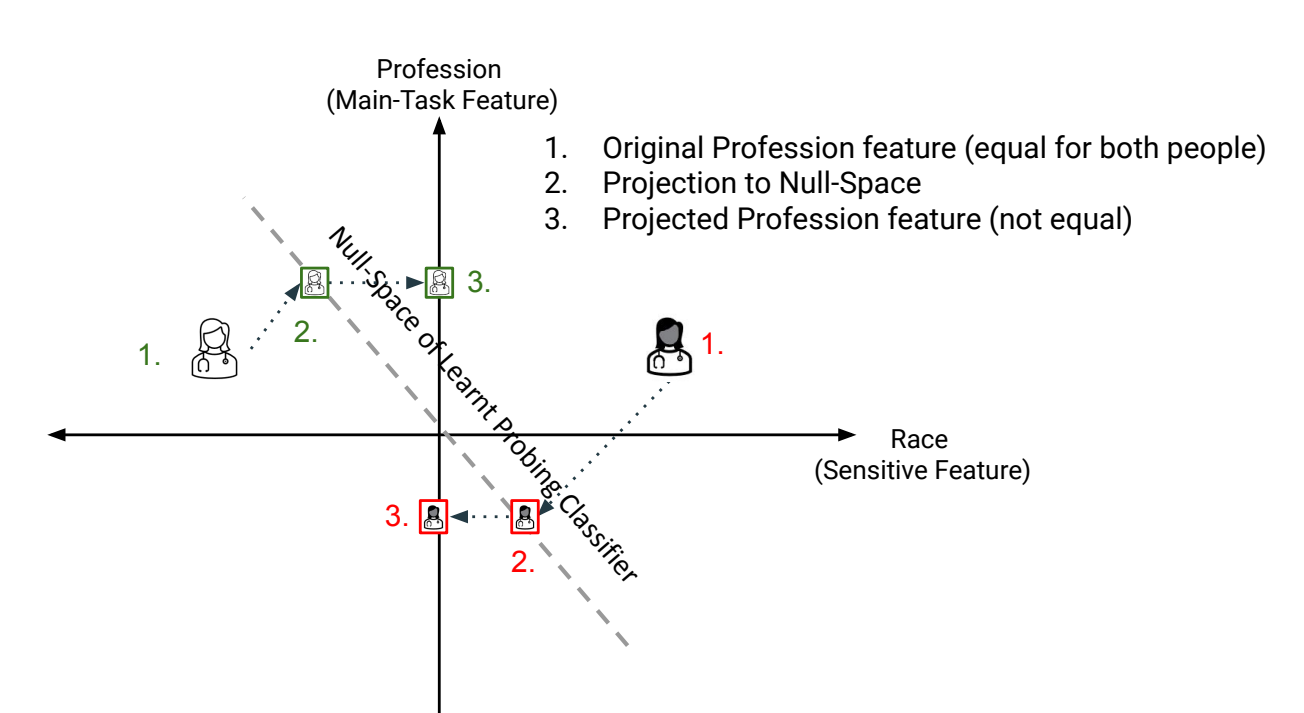 Profession
(Main-Task Feature)
1. Original Profession feature (equal for both people)
2. Projection to Null-Space
3. Projected Profession feature (not equal)
Null-Space of Learnt Probing Classifier
3.
2.
1.
1.
Race
(Sensitive Feature)
3.
2.